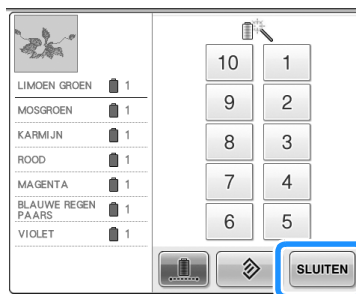 LIMOEN GROEN 1
MOSGROEN 1
KARMIJN 1
ROOD 1
MAGENTA 1
BLAUWE REGEN
PAARS 1
VIOLET 1
10 1
9 2
8 3
7 4
6 5
SLUITEN